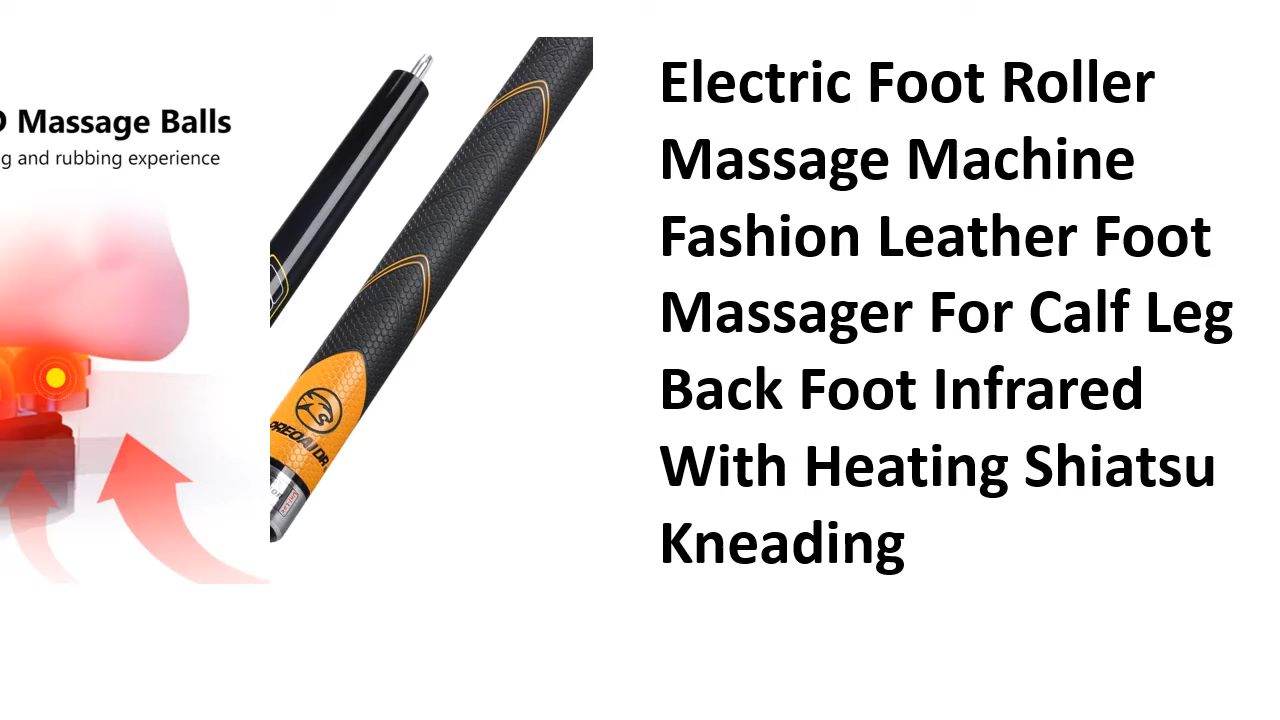 Massage Balls
and rubbing experience
Electric Foot Roller
Massage Machine
Fashion Leather Foot
Massager For Calf Leg
Back Foot Infrared
With Heating Shiatsu
Kneading